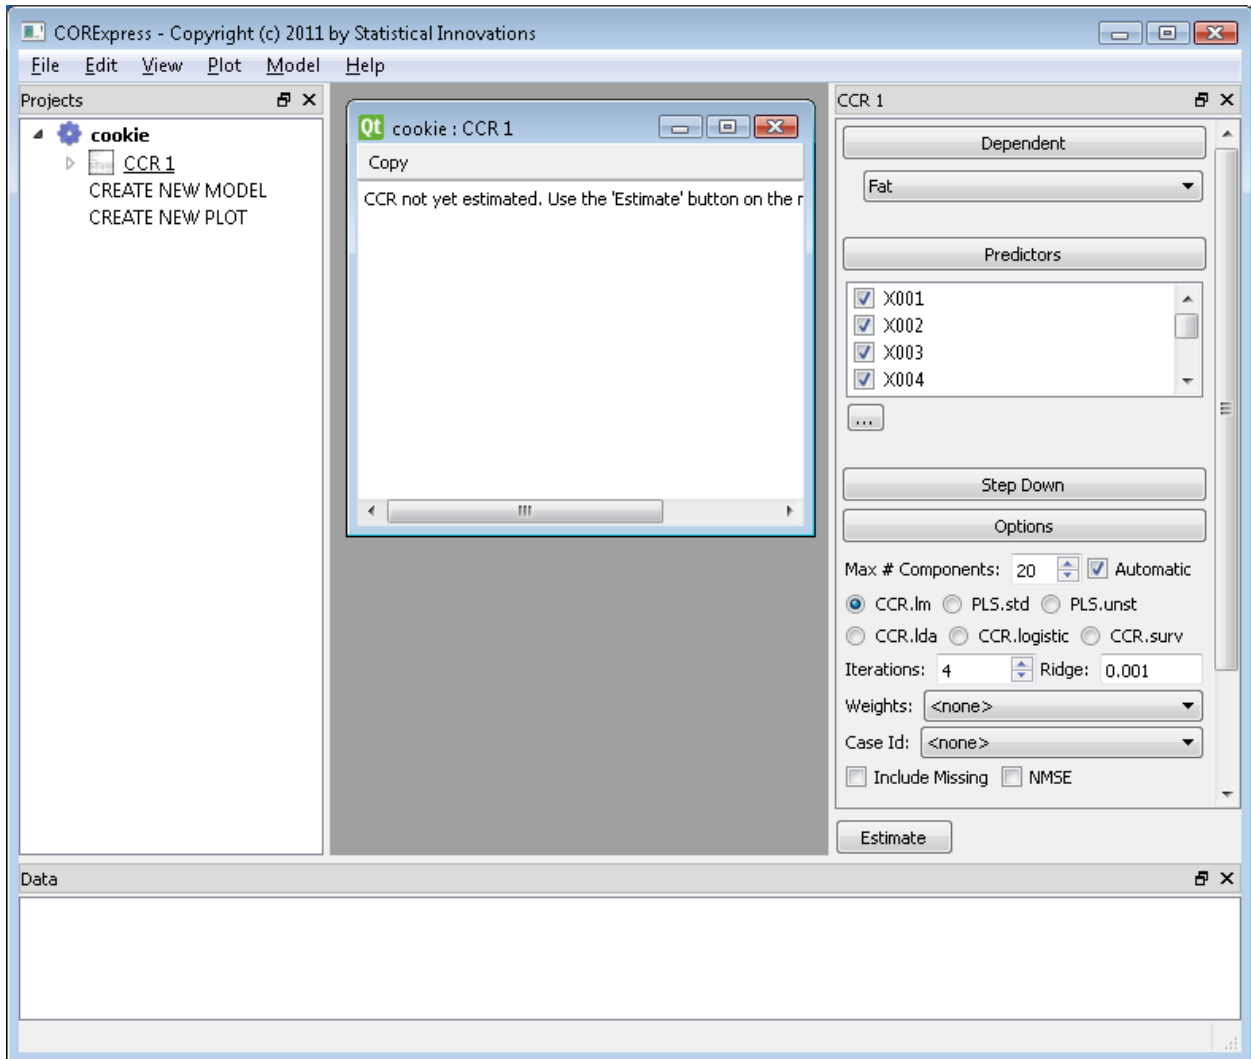 CORExpress - Copyright (c) 2011 by Statistical Innovations
File Edit View Plot Model Help
Projects
cookie
CCR 1
CREATE NEW MODEL
CREATE NEW PLOT
Qt cookie : CCR 1
Copy
CCR not yet estimated. Use the 'Estimate' button on the r
CCR 1
Dependent
Fat
Predictors
X001
X002
X003
X004
...
Step Down
Options
Max # Components: 20 Automatic
CCR.lm PLS.std PLS.unst
CCR.lda CCR.logistic CCR.surv
Iterations: 4 Ridge: 0.001
Weights: <none>
Case Id: <none>
Include Missing NMSE
Estimate
Data